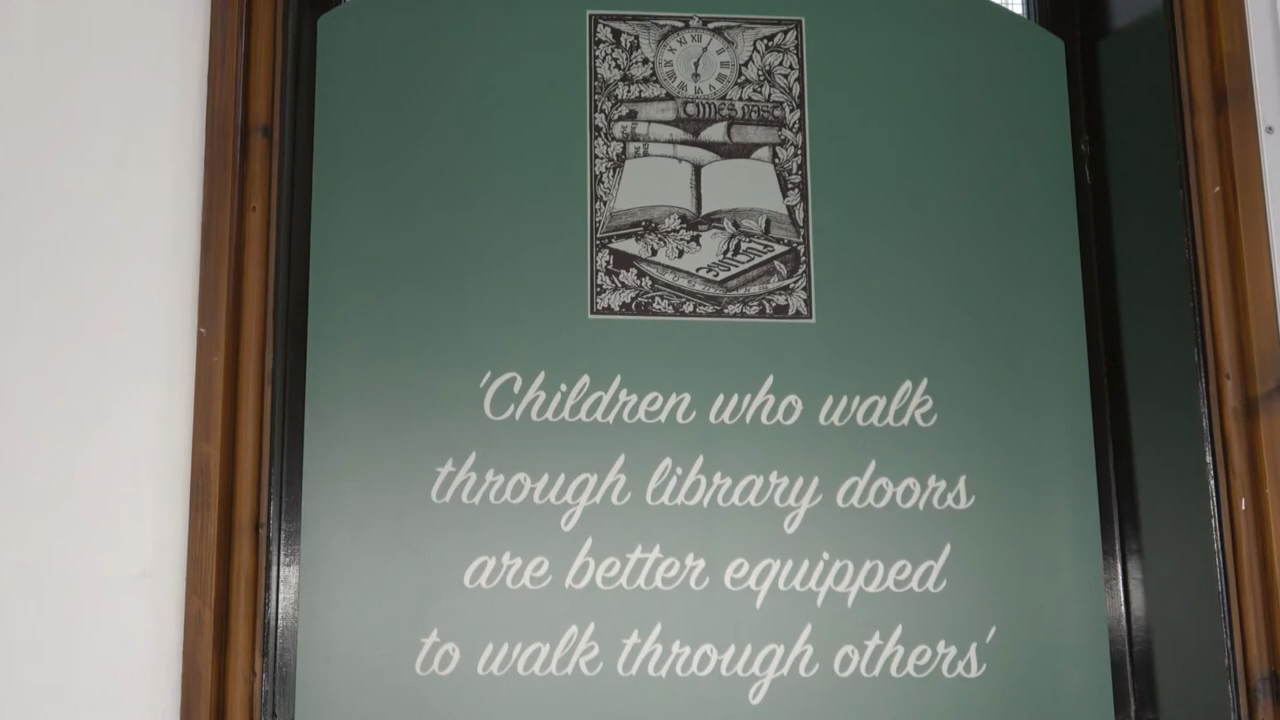 TIMES PAST
'Children who walk
through library doors
are better equipped
to walk through others'